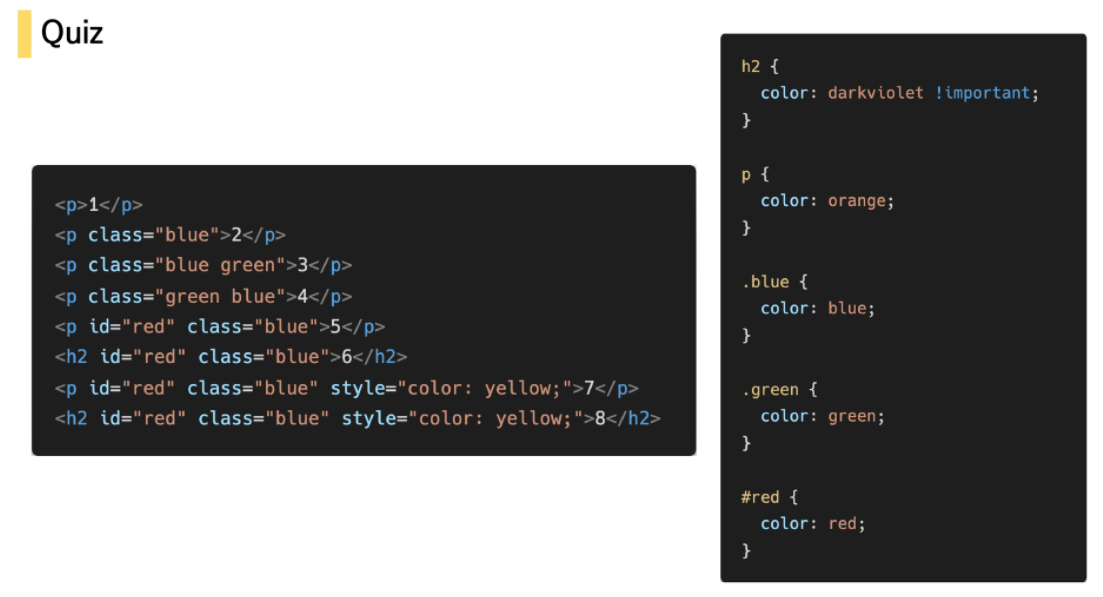 Quiz
<p>1</p>
<p class="blue">2</p>
<p class="blue green">3</p>
<p class="green blue">4</p>
<p id="red" class="blue">5</p>
<h2 id="red" class="blue">6</h2>
<p id="red" class="blue" style="color: yellow;">7</p>
<h2 id="red" class="blue" style="color: yellow;">8</h2>
h2 {
  color: darkviolet !important;
}
p {
  color: orange;
}
.blue {
  color: blue;
}
.green {
  color: green;
}
#red {
  color: red;
}